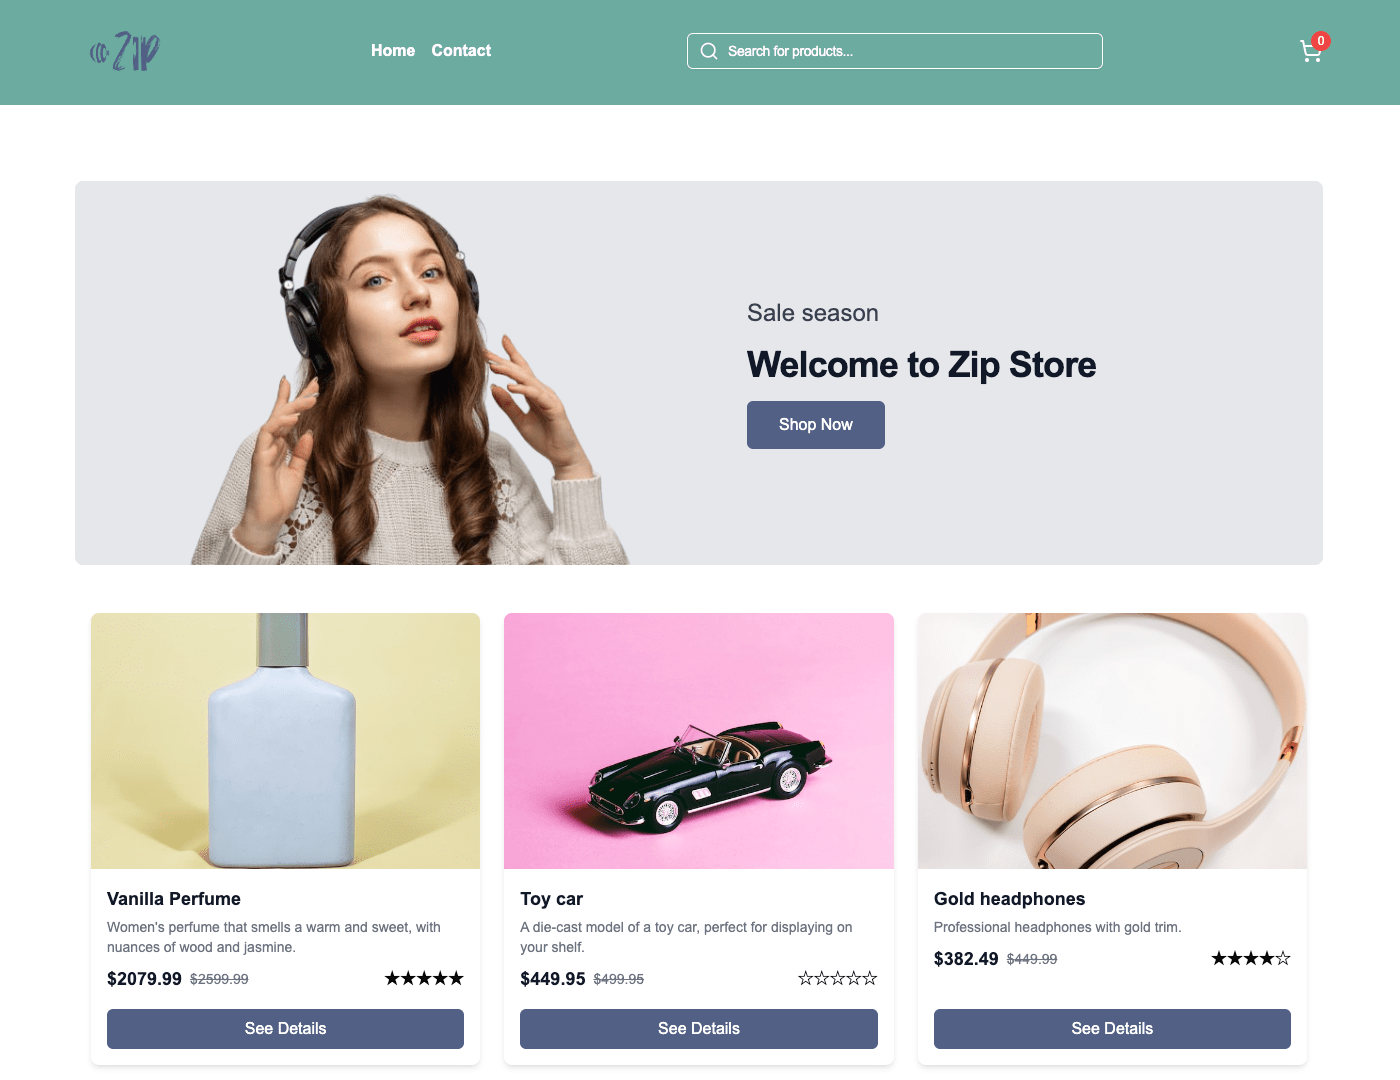 Zip
Home Contact
Search for products...
0
Sale season
Welcome to Zip Store
Shop Now
Vanilla Perfume
Women's perfume that smells a warm and sweet, with
nuances of wood and jasmine.
$2079.99 $2599.99 ★★★★★
See Details
Toy car
A die-cast model of a toy car, perfect for displaying on
your shelf.
$449.95 $499.95 ☆☆☆☆☆
See Details
Gold headphones
Professional headphones with gold trim.
$382.49 $449.99 ★★★★☆
See Details